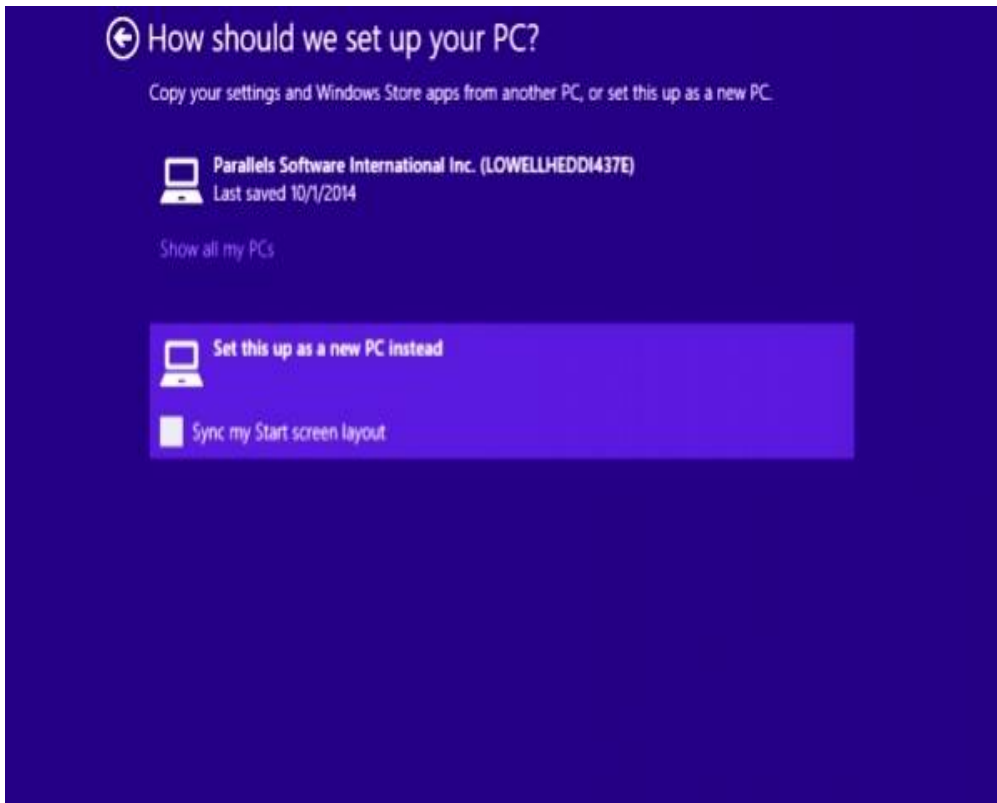 How should we set up your PC?
Copy your settings and Windows Store apps from another PC, or set this up as a new PC.
Parallels Software International Inc. (LOWELLHEDDI437E)
Last saved 10/1/2014
Show all my PCs
Set this up as a new PC instead
Sync my Start screen layout